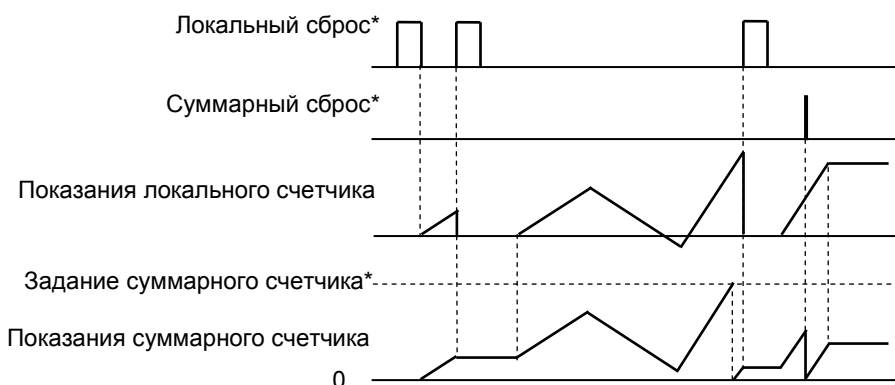 Локальный сброс*
Суммарный сброс*
Показания локального счетчика
Задание суммарного счетчика*
Показания суммарного счетчика
0